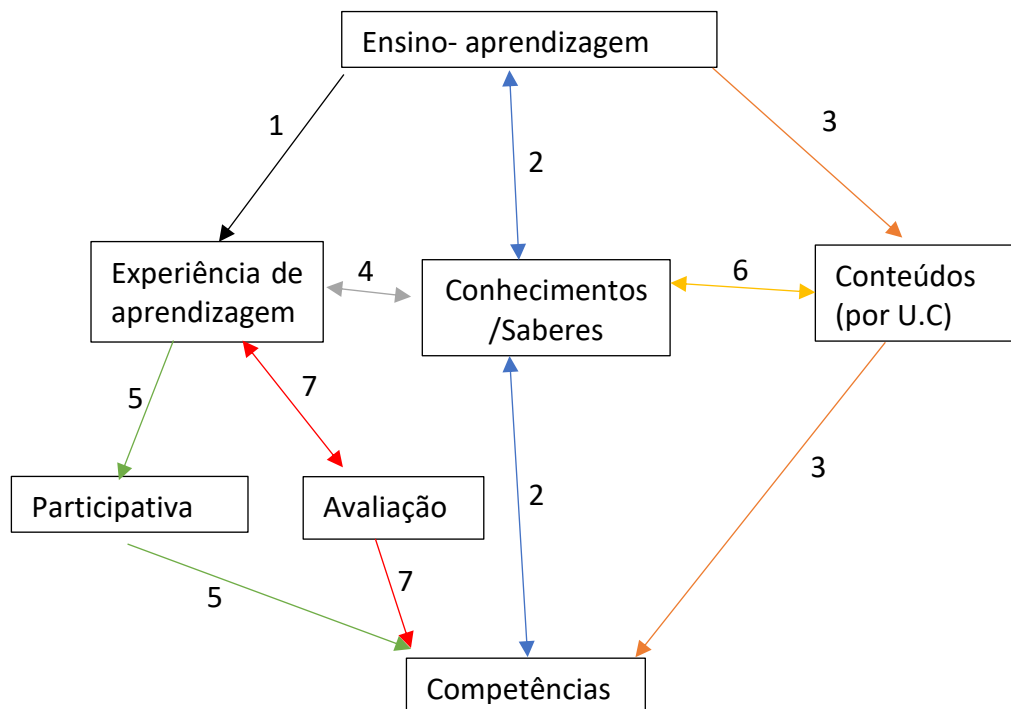 Ensino- aprendizagem
1
3
2
Experiência de
aprendizagem
4
Conhecimentos
/Saberes
6
Conteúdos
(por U.C)
5
7
Participativa
Avaliação
2
3
5
7
Competências